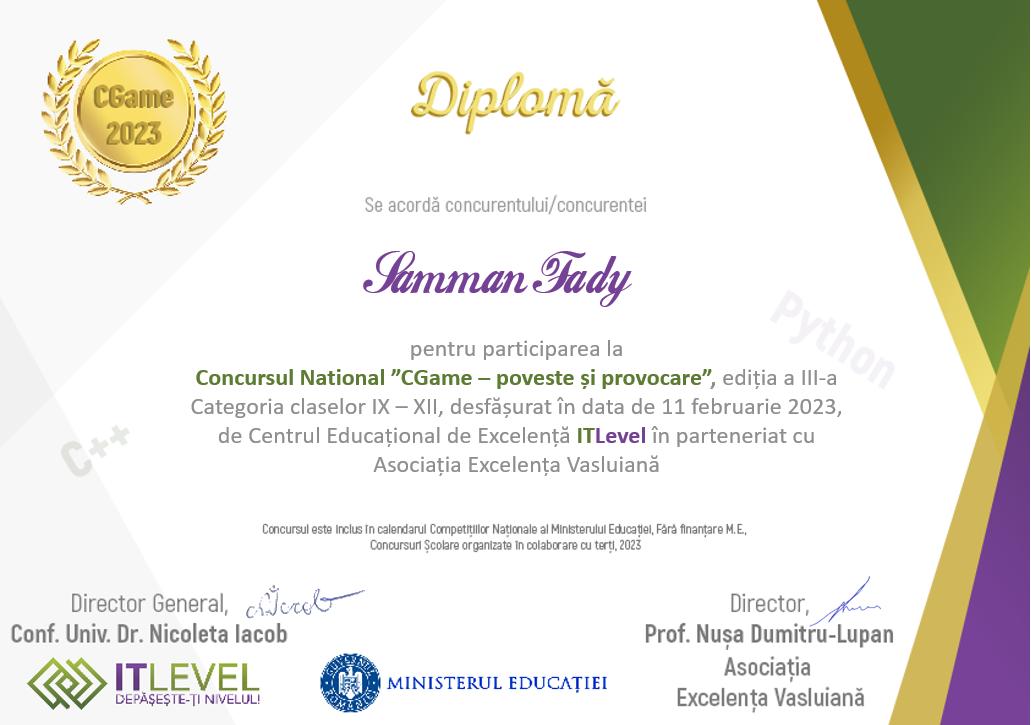 CGame
2023
Diplomă
Se acordă concurentului/concurentei
Samman Fady
Python
pentru participarea la
Concursul National ”CGame – poveste și provocare”, ediția a III-a
Categoria claselor IX – XII, desfășurat în data de 11 februarie 2023,
de Centrul Educațional de Excelență ITLevel în parteneriat cu
Asociația Excelența Vasluiană
C++
Concursul este inclus în calendarul Competițiilor Naționale al Ministerului Educației, Fără finanțare M.E.,
Concursuri Școlare organizate în colaborare cu terți, 2023
Director General,
Conf. Univ. Dr. Nicoleta Iacob
Director,
Prof. Nușa Dumitru-Lupan
Asociația
Excelența Vasluiană
ITLEVEL
DEPĂȘEȘTE-ȚI NIVELUL!
GUVERNUL ROMÂNIEI
MINISTERUL EDUCAȚIEI